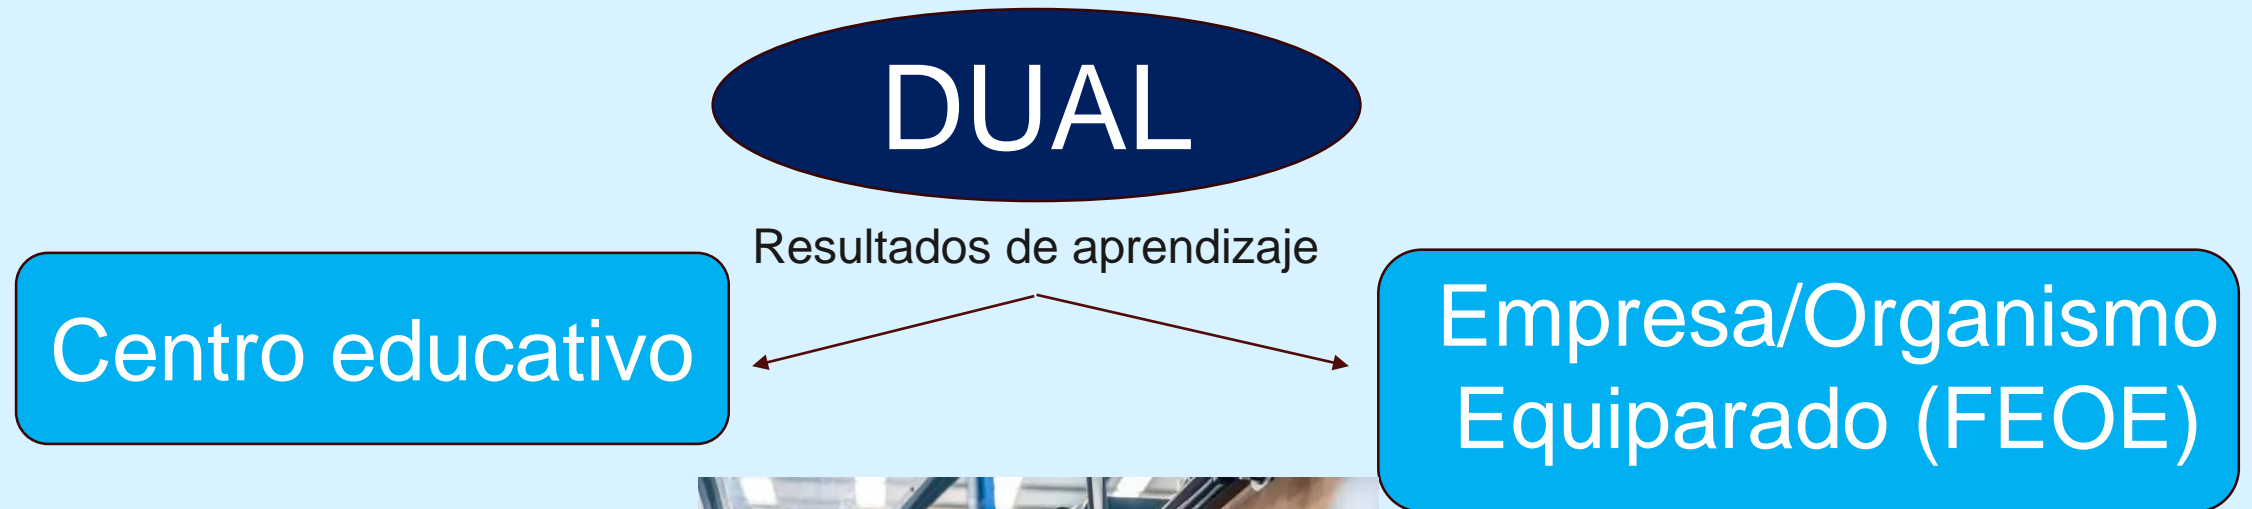 DUAL
Resultados de aprendizaje
Centro educativo
Empresa/Organismo
Equiparado (FEOE)